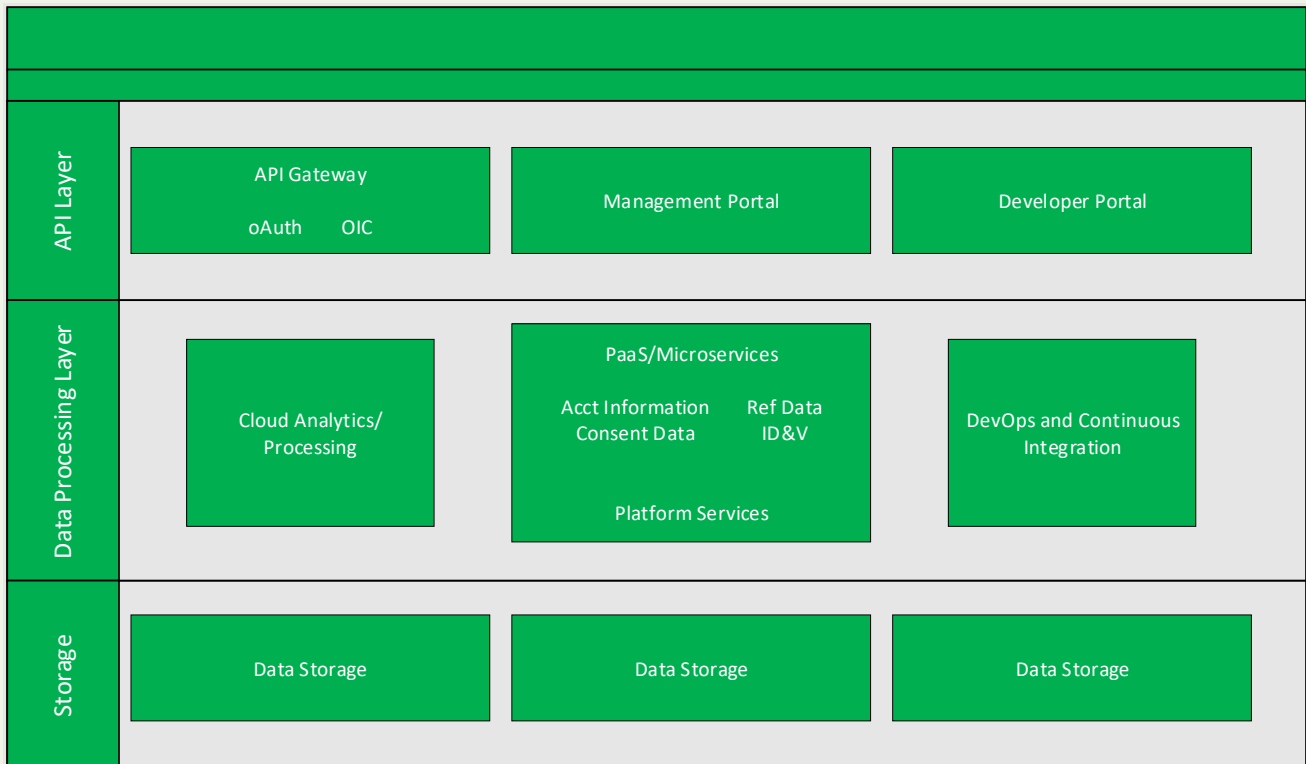 API Layer
API Gateway
oAuth OIC
Management Portal
Developer Portal
Data Processing Layer
Cloud Analytics/
Processing
PaaS/Microservices
Acct Information Ref Data
Consent Data ID&V
Platform Services
DevOps and Continuous
Integration
Storage
Data Storage
Data Storage
Data Storage